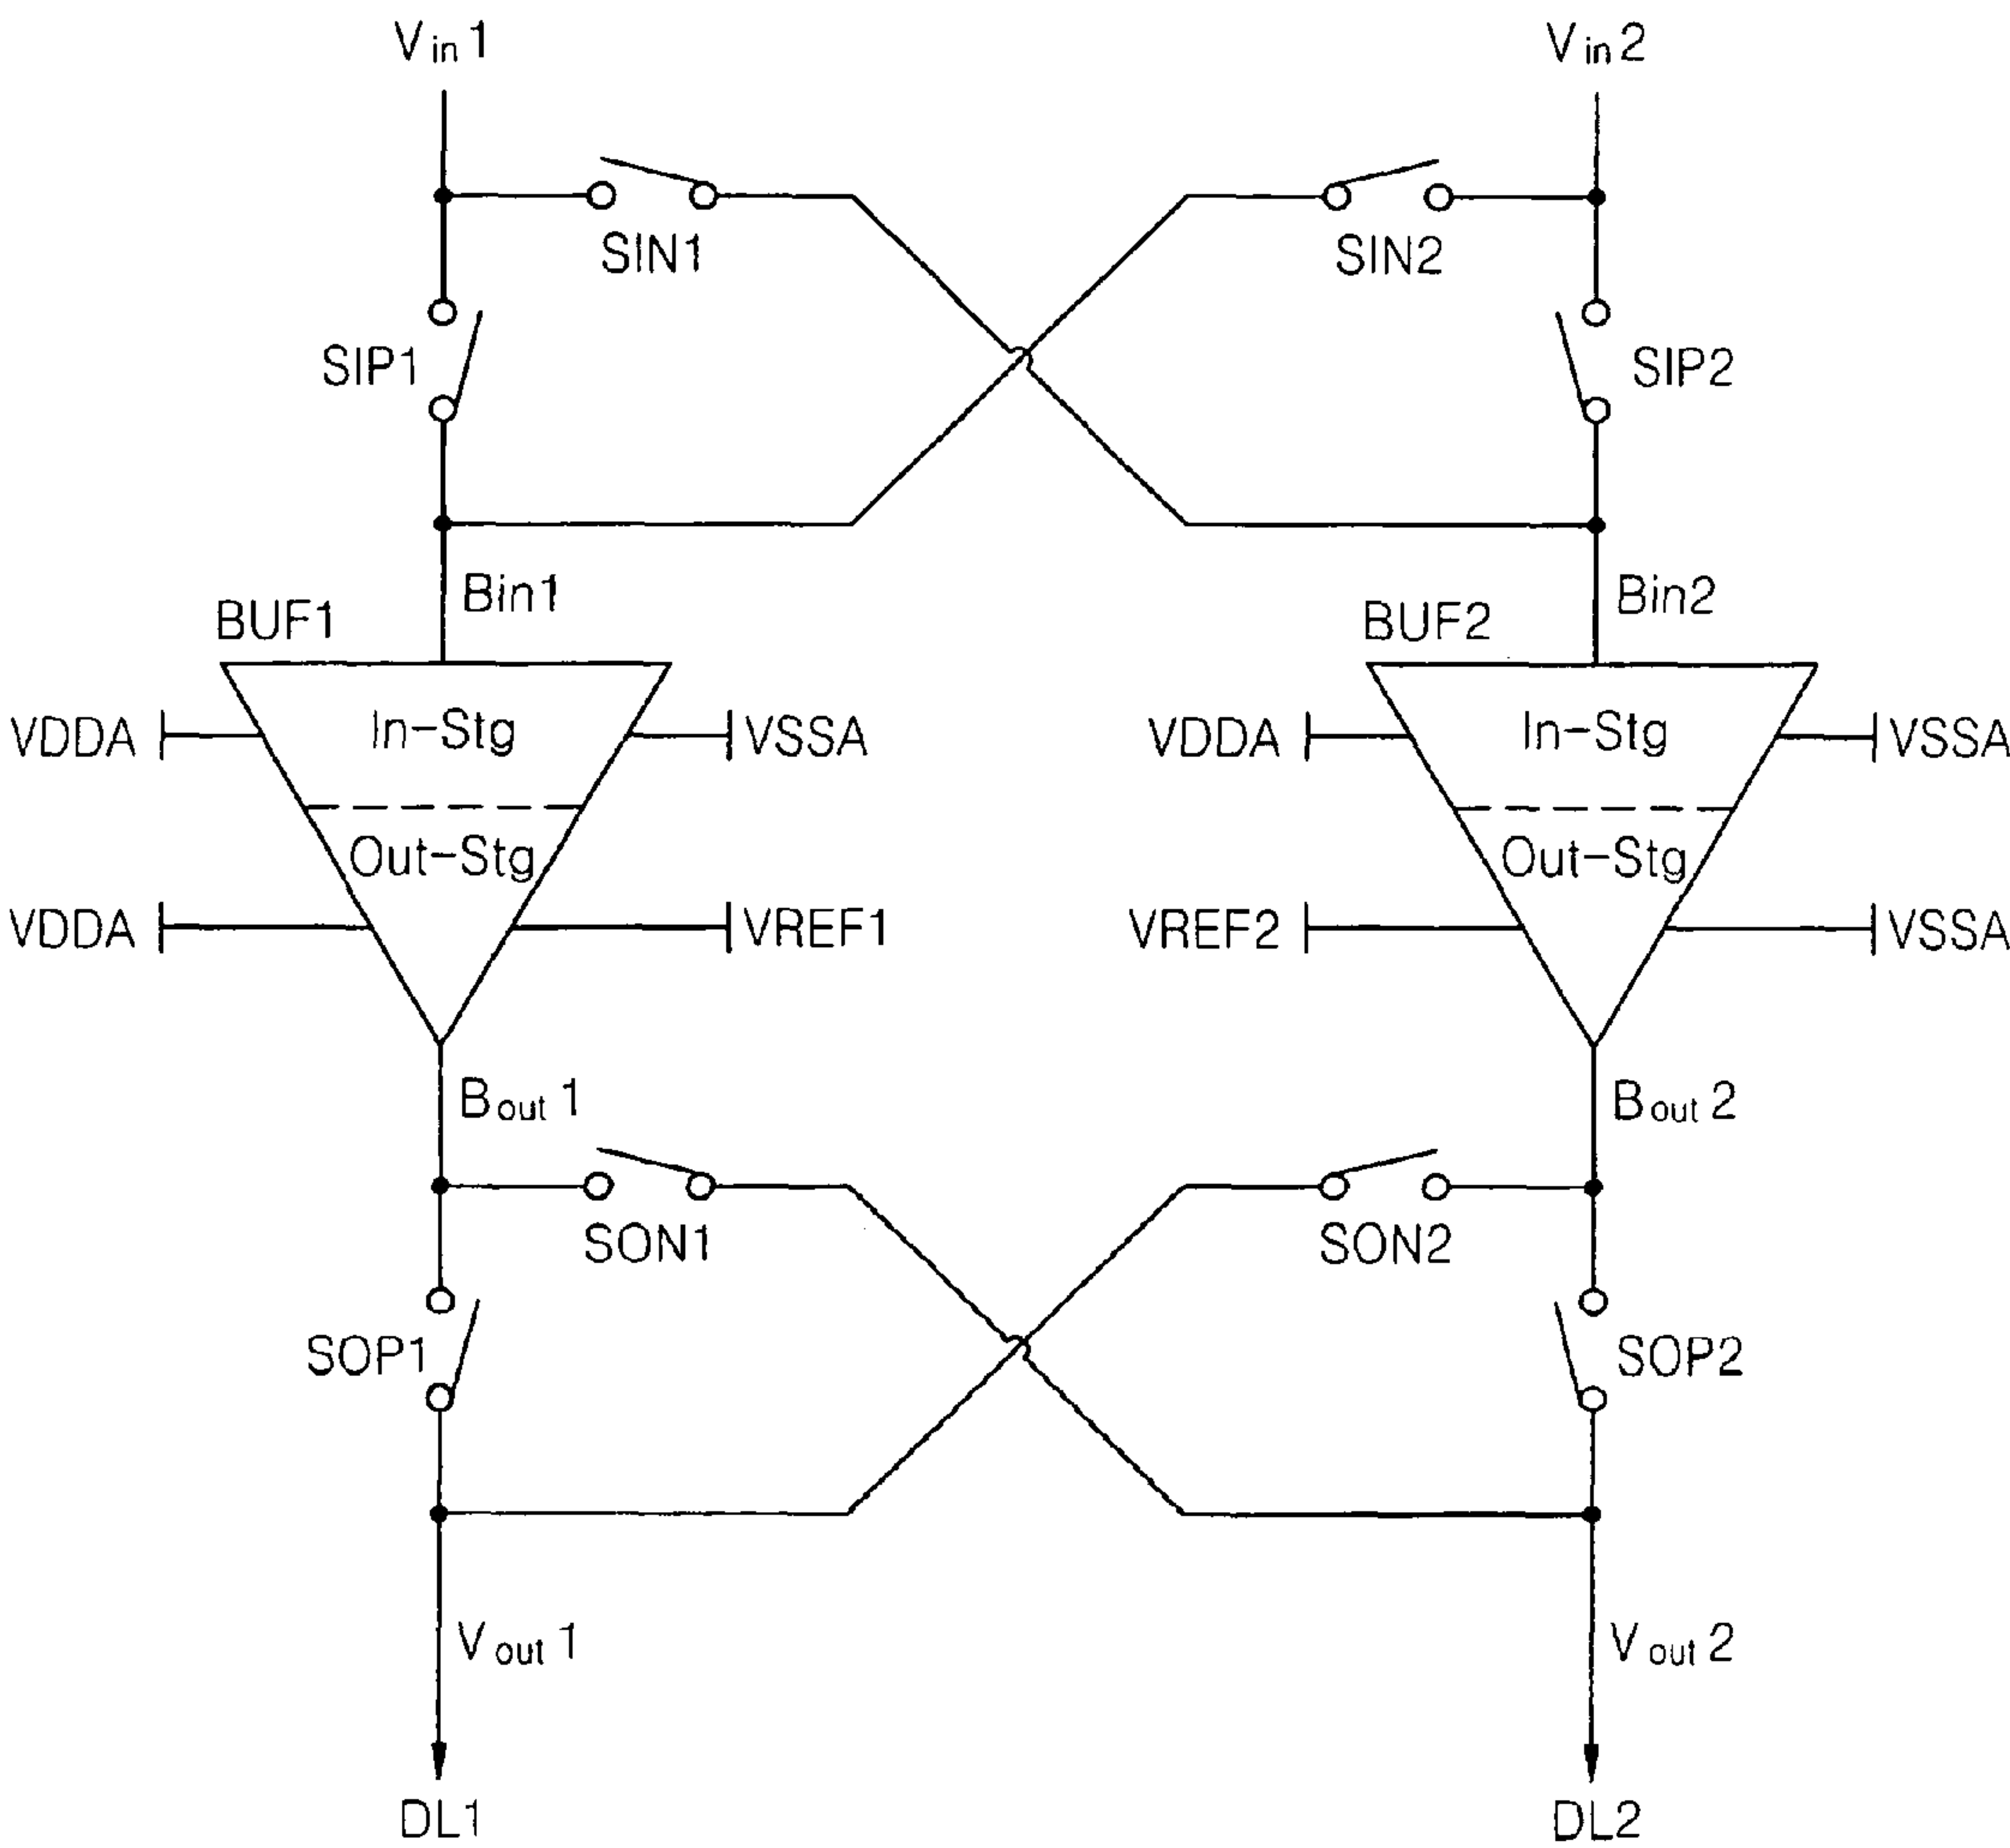 Vin1
Vin2
SIN1
SIN2
SIP1
SIP2
Bin1
Bin2
BUF1
BUF2
VDDA
In-Stg
VSSA
VDDA
In-Stg
VSSA
Out-Stg
Out-Stg
VDDA
VREF1
VREF2
VSSA
Bout1
Bout2
SON1
SON2
SOP1
SOP2
Vout1
Vout2
DL1
DL2